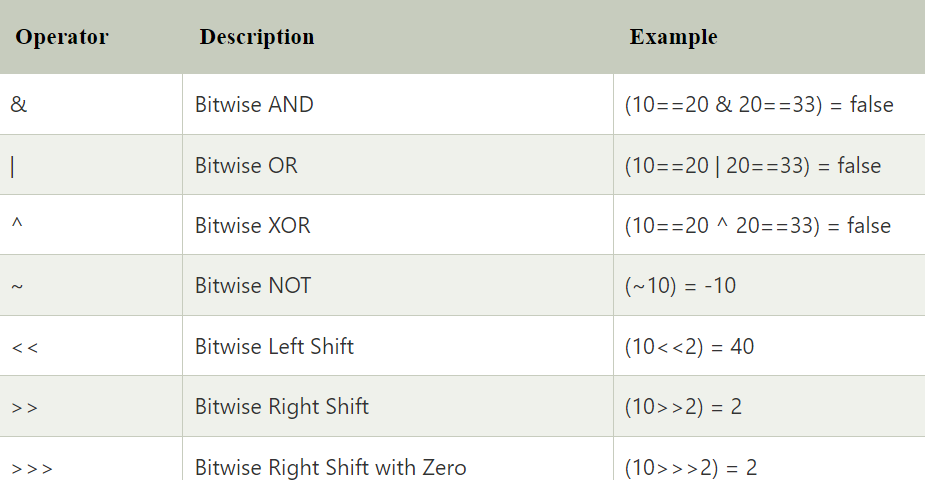 Operator Description Example
& Bitwise AND (10==20 & 20==33) = false
| Bitwise OR (10==20 | 20==33) = false
^ Bitwise XOR (10==20 ^ 20==33) = false
~ Bitwise NOT (~10) = -10
<< Bitwise Left Shift (10<<2) = 40
>> Bitwise Right Shift (10>>2) = 2
>>> Bitwise Right Shift with Zero (10>>>2) = 2